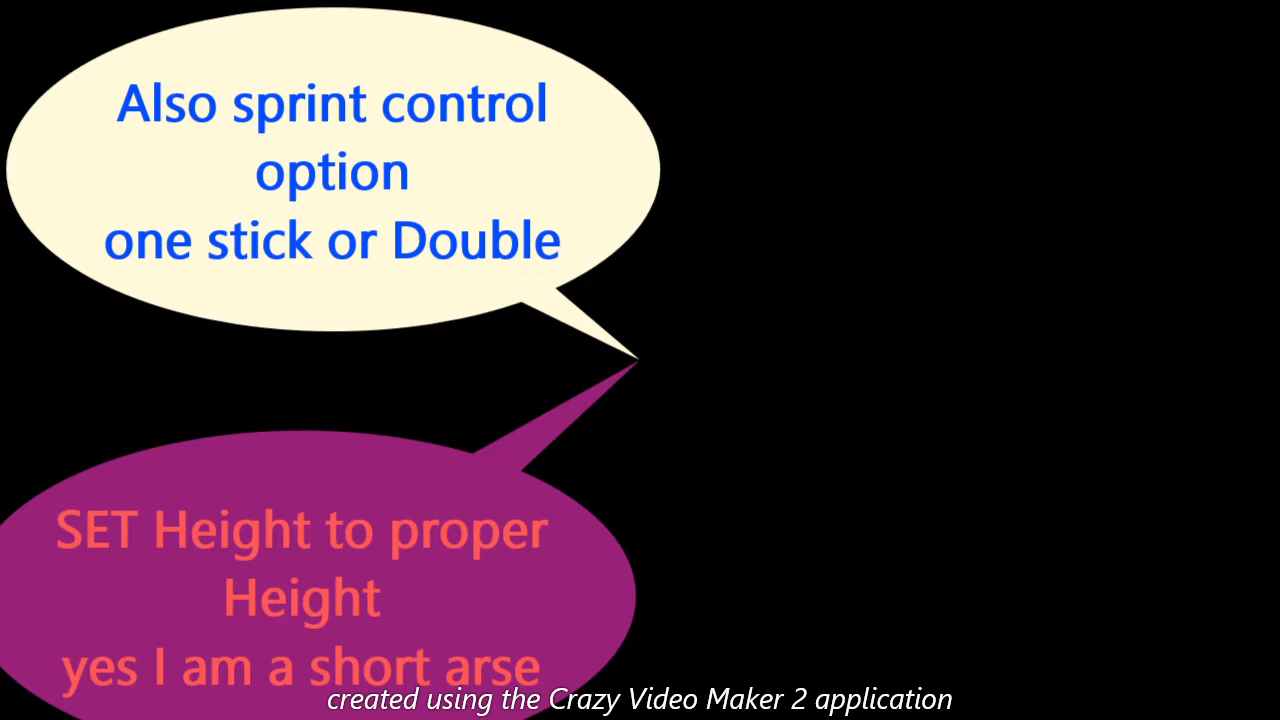 Also sprint control
option
one stick or Double
SET Height to proper
Height
yes I am a short arse
created using the Crazy Video Maker 2 application